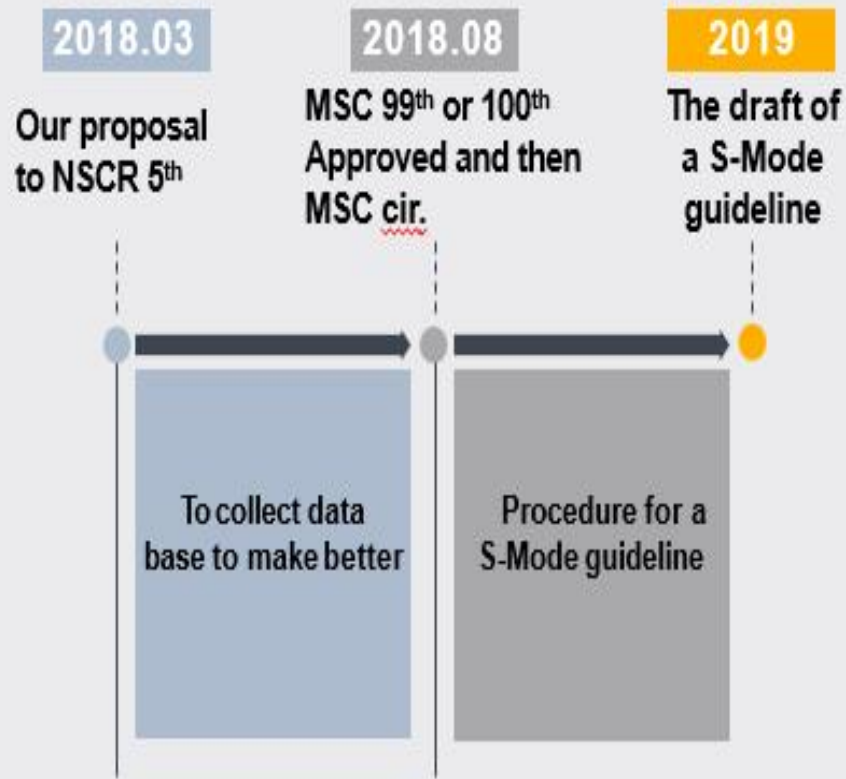 2018.03
Our proposal
to NSCR 5th
2018.08
MSC 99th or 100th
Approved and then
MSC cir.
2019
The draft of
a S-Mode
guideline
To collect data
base to make better
Procedure for a
S-Mode guideline